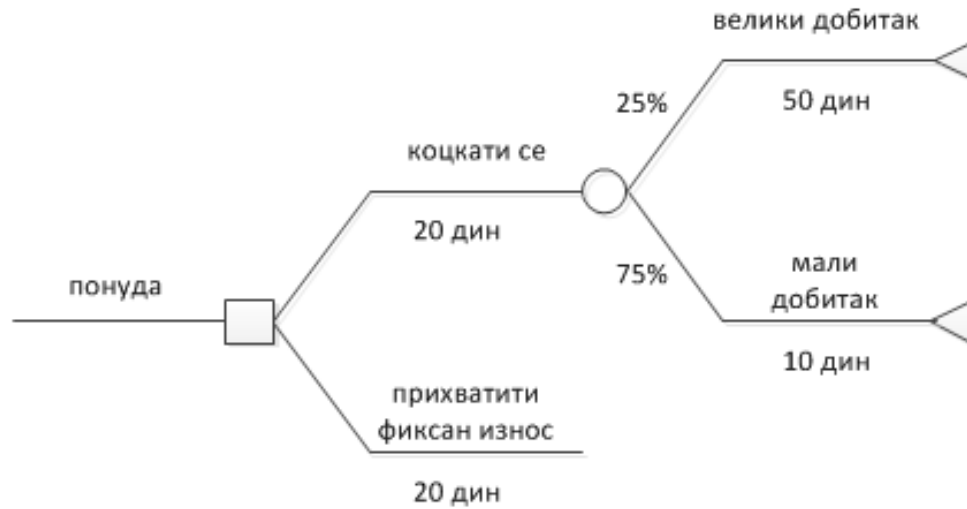 велики добитак
25%
50 дин
коцкати се
20 дин
понуда
75%
мали
добитак
10 дин
прихватити
фиксан износ
20 дин